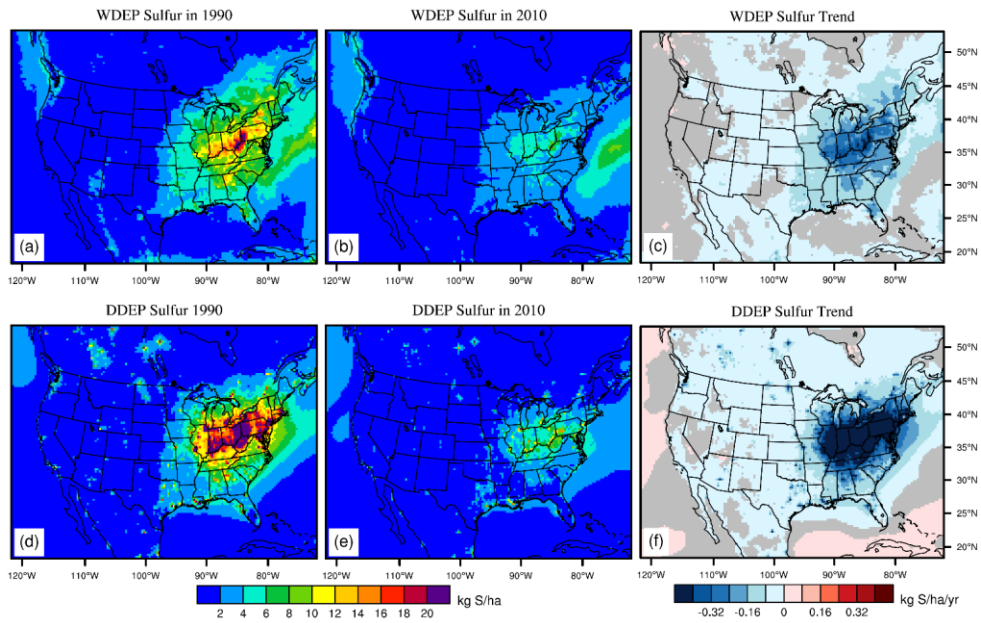 WDEP Sulfur in 1990 WDEP Sulfur in 2010 WDEP Sulfur Trend
50°N
45°N
40°N
35°N
30°N
25°N
20°N
(a) (b) (c)
120°W 110°W 100°W 90°W 80°W 120°W 110°W 100°W 90°W 80°W 120°W 110°W 100°W 90°W 80°W
DDEP Sulfur 1990 DDEP Sulfur in 2010 DDEP Sulfur Trend
50°N
45°N
40°N
35°N
30°N
25°N
20°N
(d) (e) (f)
120°W 110°W 100°W 90°W 80°W 120°W 110°W 100°W 90°W 80°W 120°W 110°W 100°W 90°W 80°W
kg S/ha kg S/ha/yr
2 4 6 8 10 12 14 16 18 20 -0.32 -0.16 0 0.16 0.32